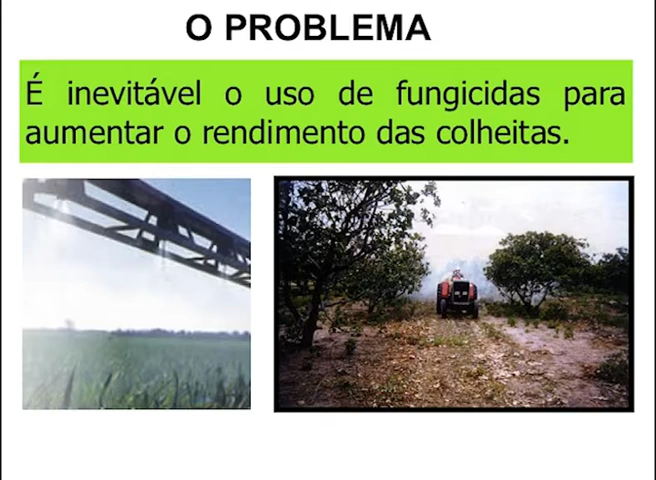 O PROBLEMA
É inevitável o uso de fungicidas para
aumentar o rendimento das colheitas.